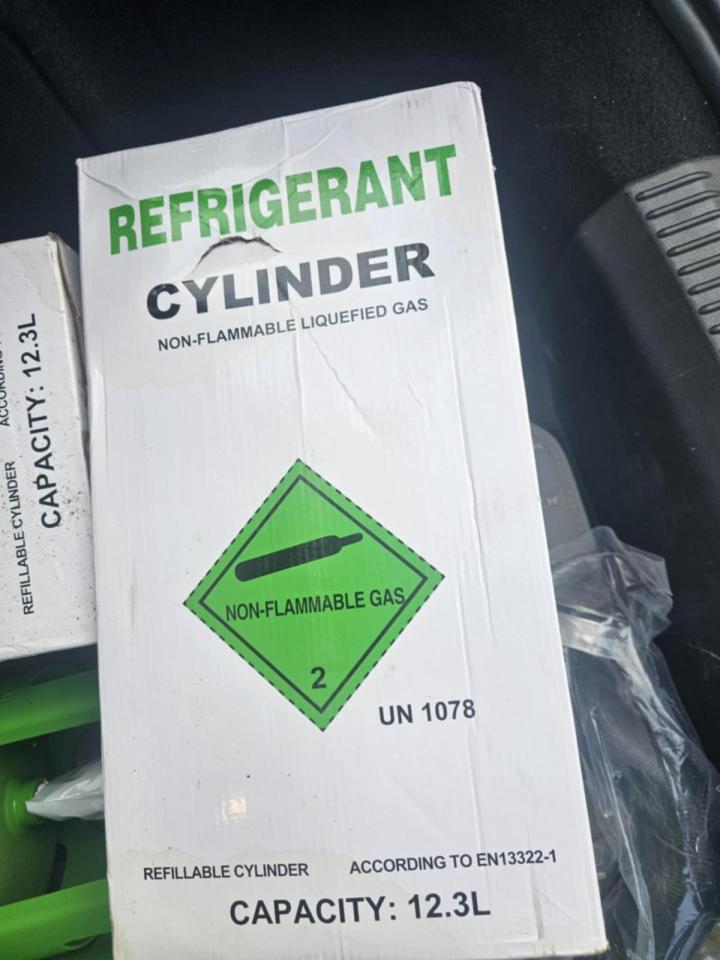 REFRIGERANT
CYLINDER
NON-FLAMMABLE LIQUEFIED GAS
NON-FLAMMABLE GAS
2
UN 1078
REFILLABLE CYLINDER ACCORDING TO EN13322-1
CAPACITY: 12.3L
REFILLABLE CYLINDER
CAPACITY: 12.3L